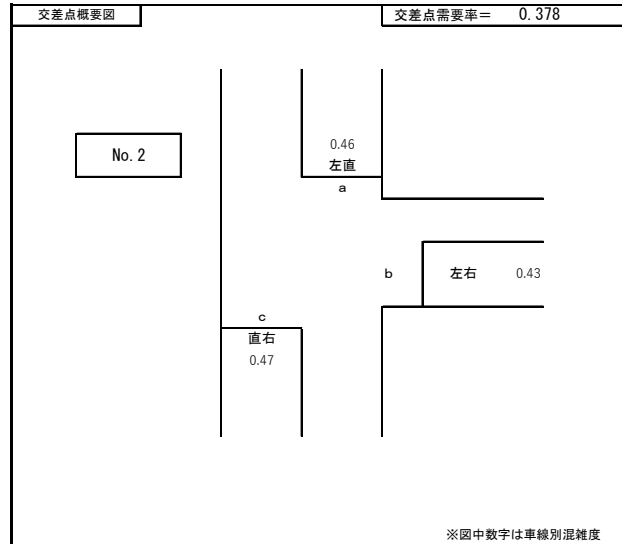 交差点概要図
交差点需要率＝ 0.378
No. 2
0.46
左直
a
b 左右 0.43
c
直右
0.47
※図中数字は車線別混雑度